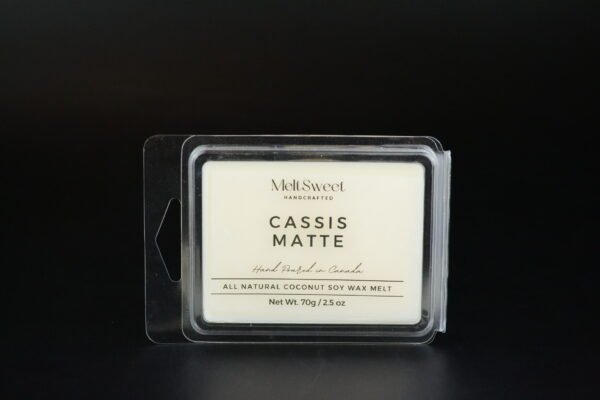 MeltSweet
HANDCRAFTED
CASSIS
MATTE
Hand Poured in Canada
ALL NATURAL COCONUT SOY WAX MELT
Net Wt. 70g / 2.5 oz